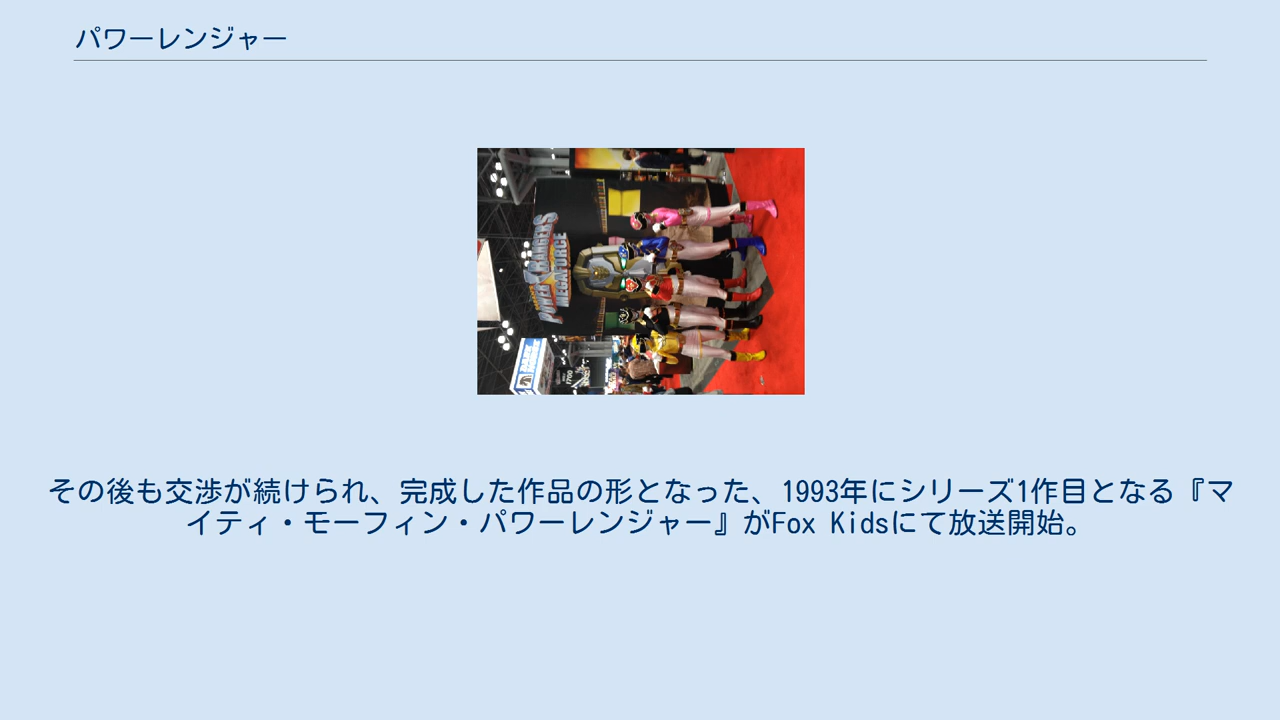 パワーレンジャー
POWER RANGERS
MEGAFORCE
その後も交渉が続けられ、完成した作品の形となった、1993年にシリーズ1作目となる『マ
イティ・モーフィン・パワーレンジャー』がFox Kidsにて放送開始。